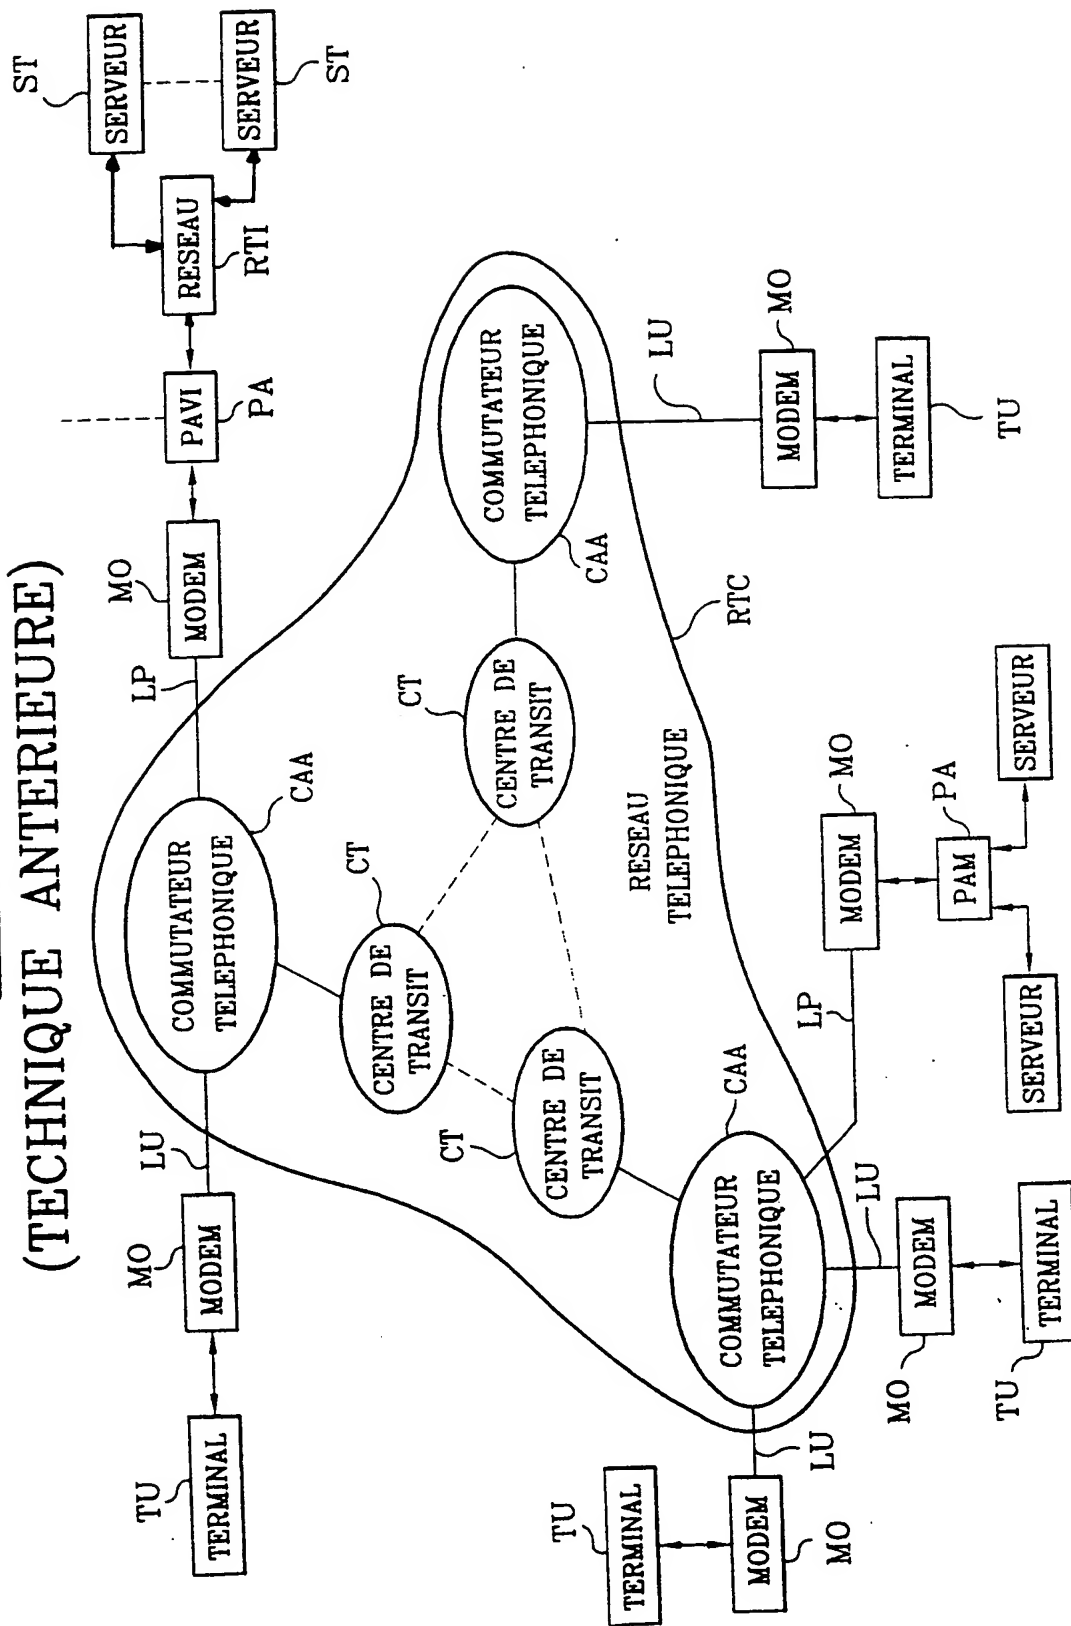 (TECHNIQUE ANTERIEURE)
TU
TERMINAL
MO
MODEM
LU
COMMUTATEUR
TELEPHONIQUE
CAA
LP
MO
MODEM
PAVI
PA
RESEAU
RTI
ST
SERVEUR
SERVEUR
ST
CT
CENTRE DE
TRANSIT
CT
CENTRE DE
TRANSIT
CT
CENTRE DE
TRANSIT
COMMUTATEUR
TELEPHONIQUE
CAA
RTC
LU
MO
MODEM
TERMINAL
TU
RESEAU
TELEPHONIQUE
COMMUTATEUR
TELEPHONIQUE
CAA
TU
TERMINAL
MODEM
MO
LU
LU
MO
MODEM
TU
TERMINAL
LP
MO
MODEM
PA
PAM
SERVEUR
SERVEUR